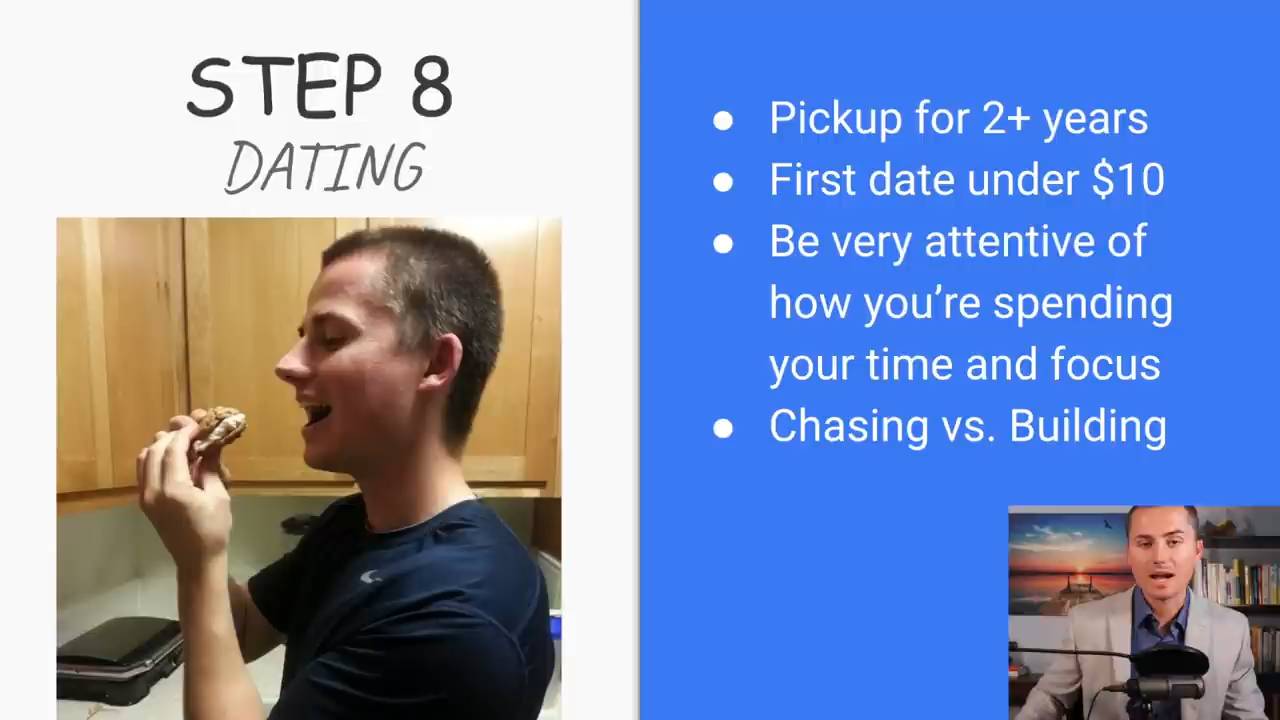 STEP 8
DATING
● Pickup for 2+ years
● First date under $10
● Be very attentive of
how you’re spending
your time and focus
● Chasing vs. Building